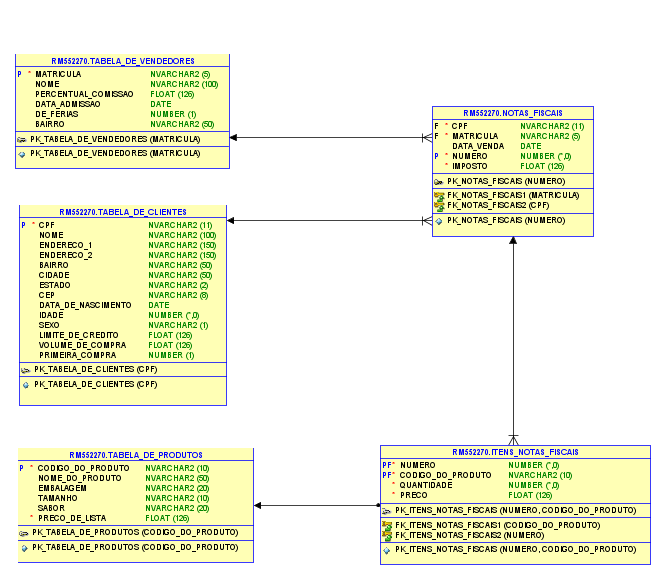 RM552270.TABELA_DE_VENDEDORES
P * MATRICULA NVARCHAR2 (5)
NOME NVARCHAR2 (100)
PERCENTUAL_COMISSAO FLOAT (126)
DATA_ADMISSAO DATE
DE_FERIAS NUMBER (1)
BAIRRO NVARCHAR2 (50)
PK_TABELA_DE_VENDEDORES (MATRICULA)
PK_TABELA_DE_VENDEDORES (MATRICULA)
RM552270.NOTAS_FISCAIS
F * CPF NVARCHAR2 (11)
F * MATRICULA NVARCHAR2 (5)
DATA_VENDA DATE
P * NUMERO NUMBER (*,0)
* IMPOSTO FLOAT (126)
PK_NOTAS_FISCAIS (NUMERO)
FK_NOTAS_FISCAIS1 (MATRICULA)
FK_NOTAS_FISCAIS2 (CPF)
PK_NOTAS_FISCAIS (NUMERO)
RM552270.TABELA_DE_CLIENTES
P * CPF NVARCHAR2 (11)
NOME NVARCHAR2 (100)
ENDERECO_1 NVARCHAR2 (150)
ENDERECO_2 NVARCHAR2 (150)
BAIRRO NVARCHAR2 (50)
CIDADE NVARCHAR2 (50)
ESTADO NVARCHAR2 (2)
CEP NVARCHAR2 (8)
DATA_DE_NASCIMENTO DATE
IDADE NUMBER (*,0)
SEXO NVARCHAR2 (1)
LIMITE_DE_CREDITO FLOAT (126)
VOLUME_DE_COMPRA FLOAT (126)
PRIMEIRA_COMPRA NUMBER (1)
PK_TABELA_DE_CLIENTES (CPF)
PK_TABELA_DE_CLIENTES (CPF)
RM552270.TABELA_DE_PRODUTOS
P * CODIGO_DO_PRODUTO NVARCHAR2 (10)
NOME_DO_PRODUTO NVARCHAR2 (50)
EMBALAGEM NVARCHAR2 (20)
TAMANHO NVARCHAR2 (10)
SABOR NVARCHAR2 (20)
* PRECO_DE_LISTA FLOAT (126)
PK_TABELA_DE_PRODUTOS (CODIGO_DO_PRODUTO)
PK_TABELA_DE_PRODUTOS (CODIGO_DO_PRODUTO)
RM552270.ITENS_NOTAS_FISCAIS
PF* NUMERO NUMBER (*,0)
PF* CODIGO_DO_PRODUTO NVARCHAR2 (10)
* QUANTIDADE NUMBER (*,0)
* PRECO FLOAT (126)
PK_ITENS_NOTAS_FISCAIS (NUMERO, CODIGO_DO_PRODUTO)
FK_ITENS_NOTAS_FISCAIS1 (CODIGO_DO_PRODUTO)
FK_ITENS_NOTAS_FISCAIS2 (NUMERO)
PK_ITENS_NOTAS_FISCAIS (NUMERO, CODIGO_DO_PRODUTO)